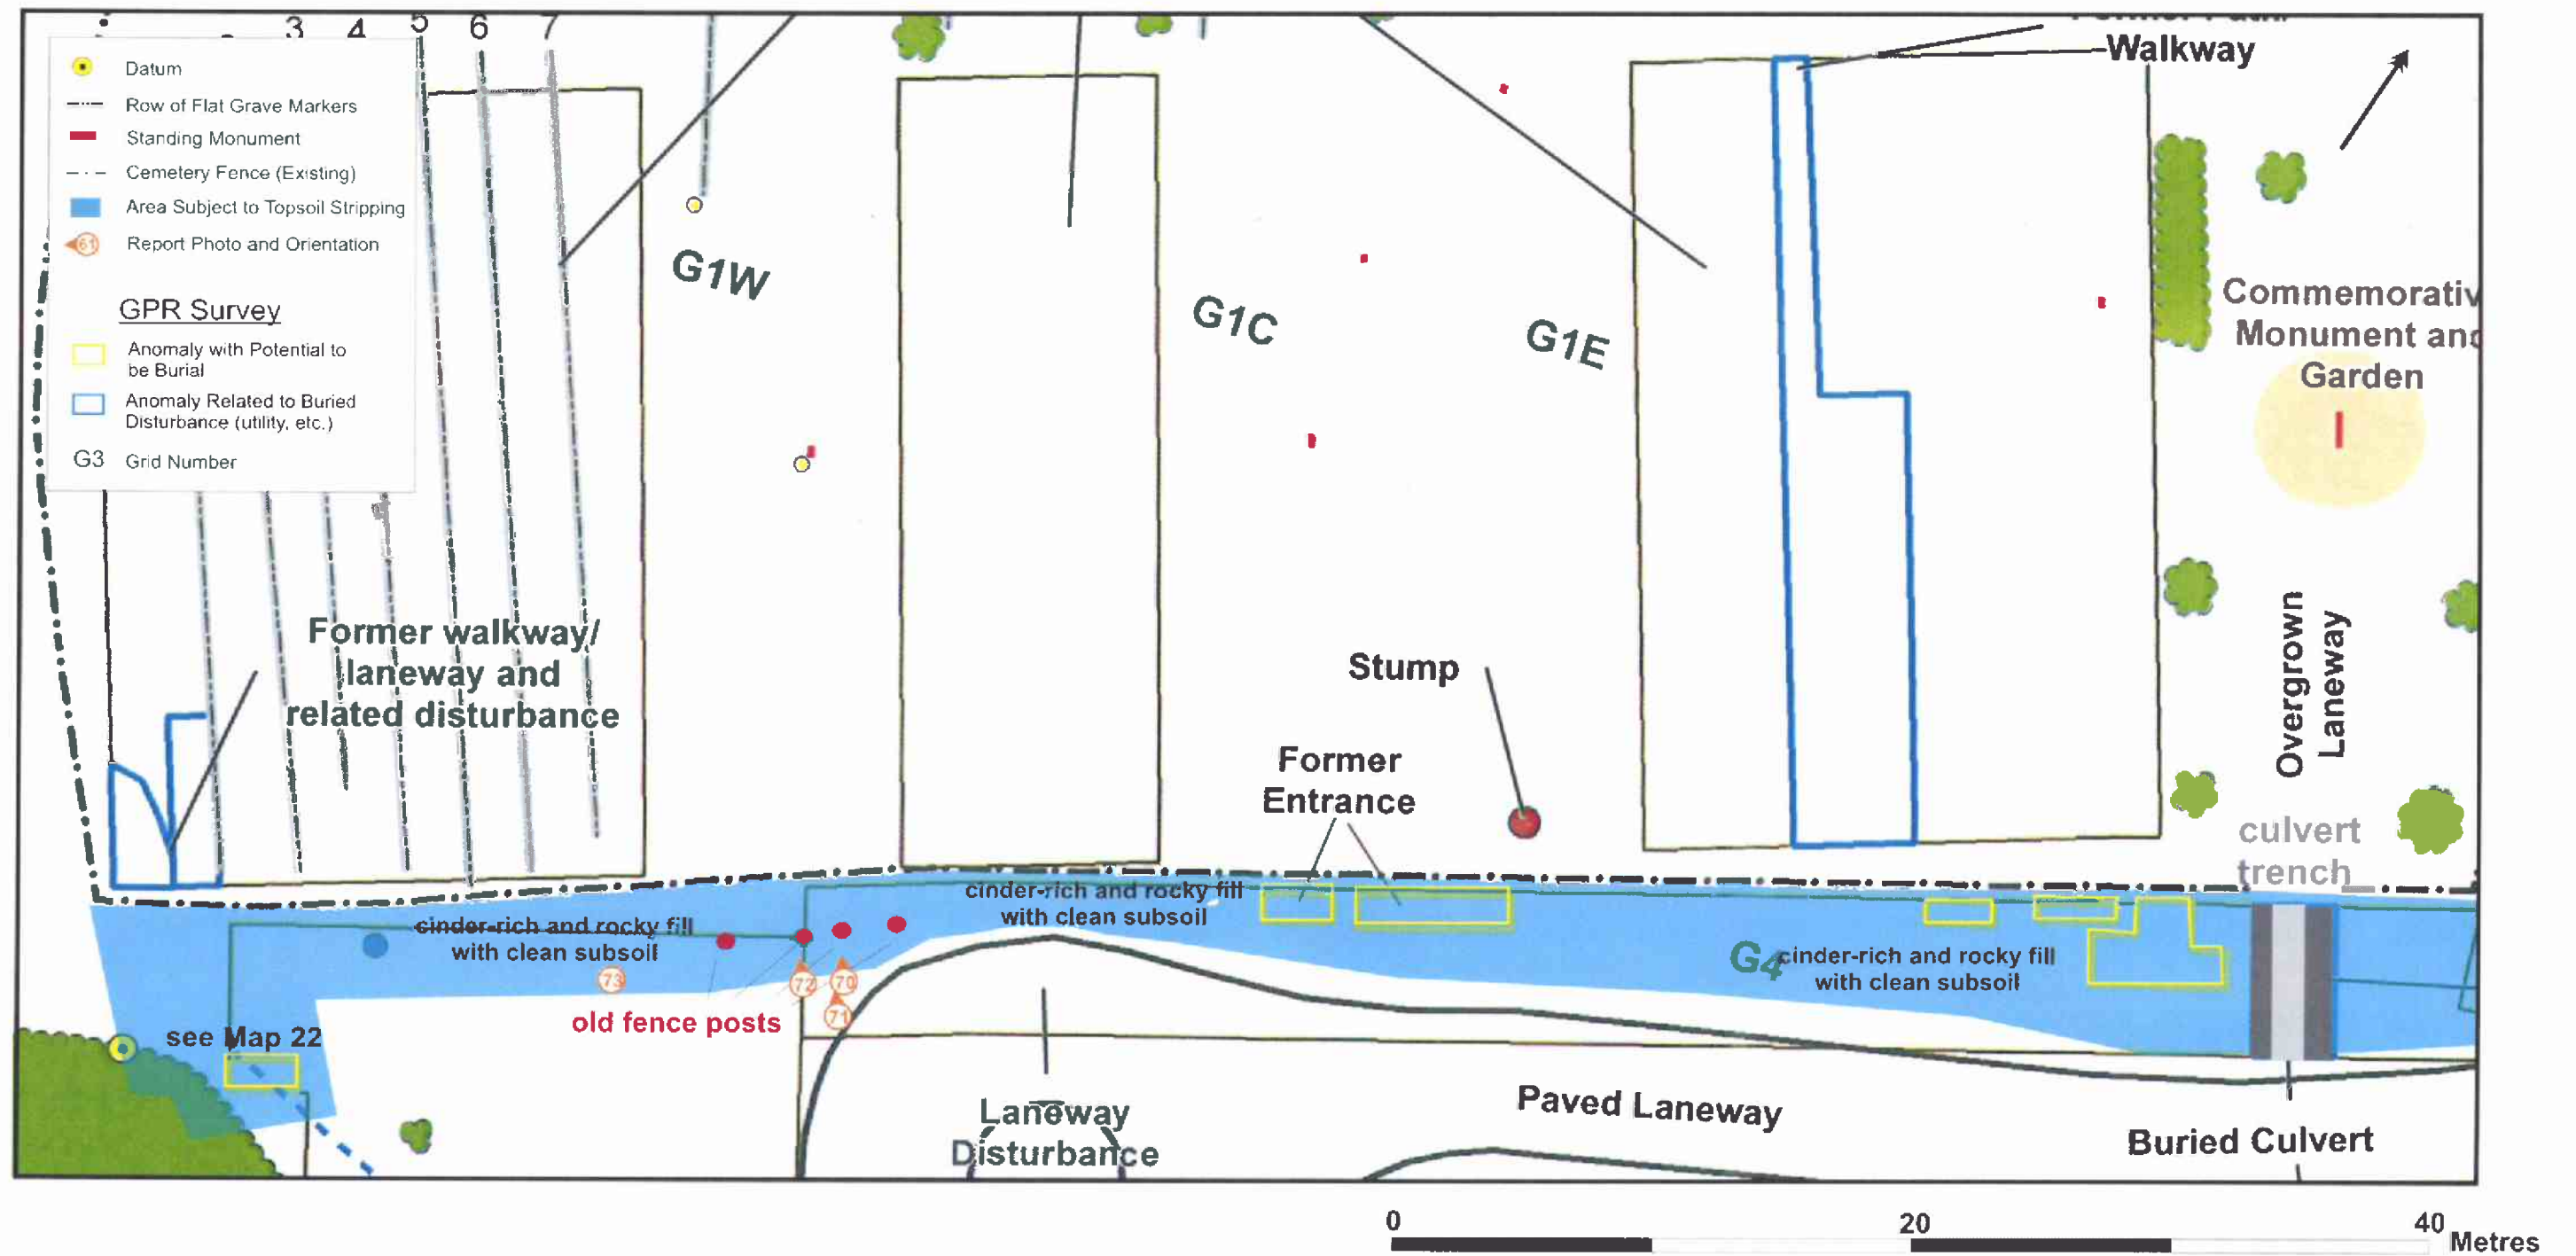 3 4 5 6 7
Datum
Row of Flat Grave Markers
Standing Monument
Cemetery Fence (Existing)
Area Subject to Topsoil Stripping
61 Report Photo and Orientation
GPR Survey
Anomaly with Potential to
be Burial
Anomaly Related to Buried
Disturbance (utility, etc.)
G3 Grid Number
Walkway
G1W
G1C
G1E
Commemorativ
Monument and
Garden
Former walkway/
laneway and
related disturbance
Stump
Former
Entrance
Overgrown
Laneway
culvert
trench
cinder-rich and rocky fill
with clean subsoil
cinder-rich and rocky fill
with clean subsoil
G4
cinder-rich and rocky fill
with clean subsoil
73
72
70
71
old fence posts
see Map 22
Laneway
Disturbance
Paved Laneway
Buried Culvert
0 20 40
Metres